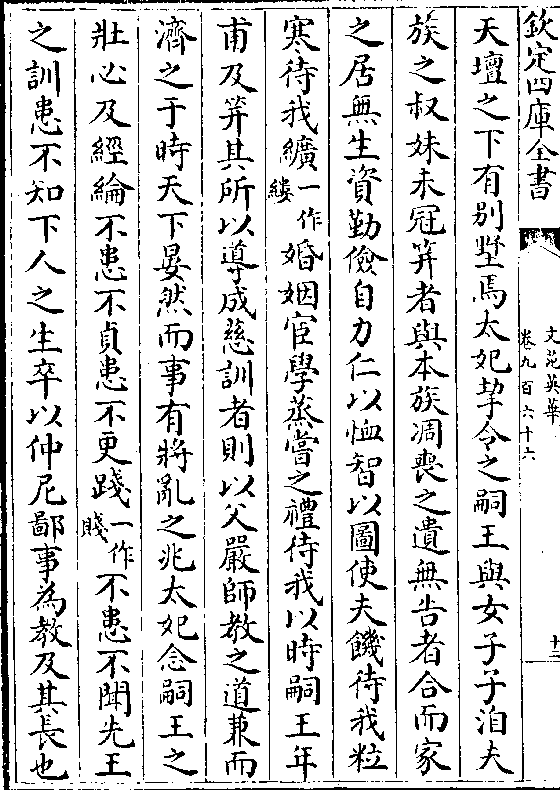 欽定四庫全書
文苑英華
卷九百六十六
十二
天壇之下有别墅焉太妃挈今之嗣王與女子子洎夫
族之叔妹未冠笄者與本族凋喪之遺無告者合而家
之居無生資勤儉自力仁以恤智以圖使夫饑待我粒
寒待我纊一作縷婚姻宦學蒸嘗之禮待我以時嗣王年
甫及笄其所以導成慈訓者則以父嚴師教之道兼而
濟之于時天下晏然而事有將亂之兆太妃念嗣王之
壯必及經綸不患不貞患不更踐一作賤不患不聞先王
之訓患不知下人之生卒以仲尼鄙事為教及其長也